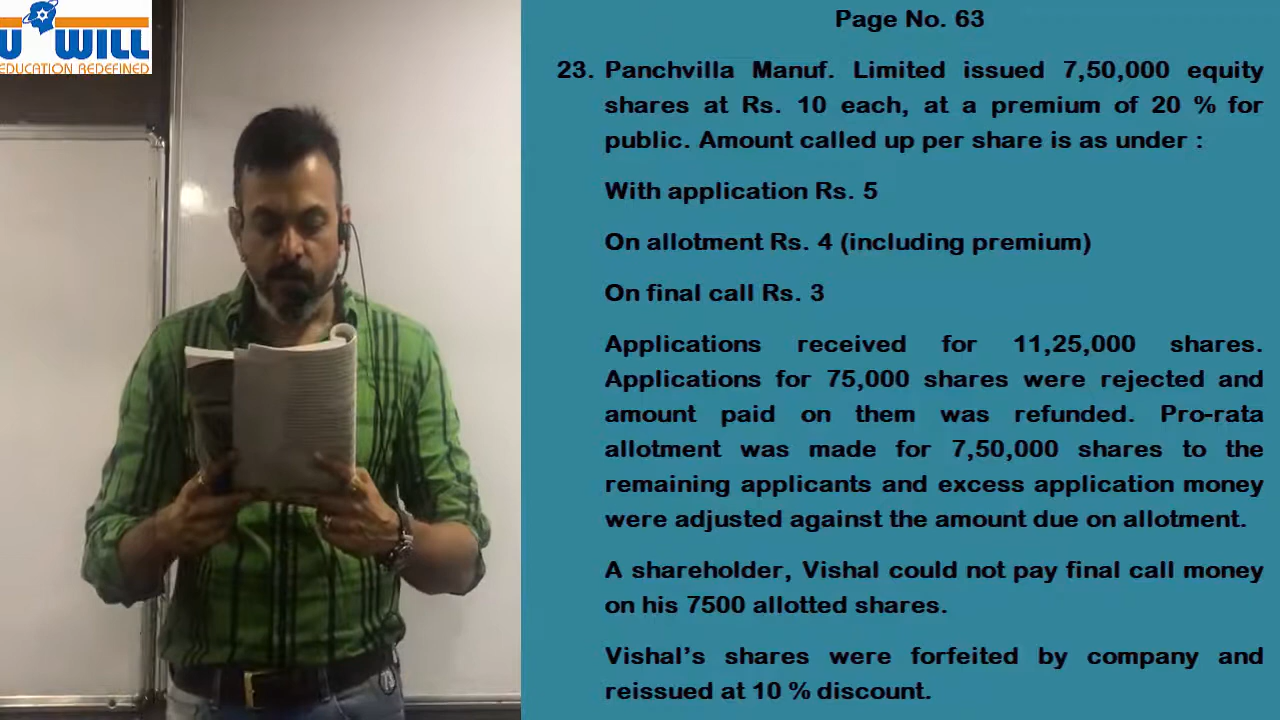 U WILL
EDUCATION REDEFINED
Page No. 63
23. Panchvilla Manuf. Limited issued 7,50,000 equity
shares at Rs. 10 each, at a premium of 20 % for
public. Amount called up per share is as under :
With application Rs. 5
On allotment Rs. 4 (including premium)
On final call Rs. 3
Applications received for 11,25,000 shares.
Applications for 75,000 shares were rejected and
amount paid on them was refunded. Pro-rata
allotment was made for 7,50,000 shares to the
remaining applicants and excess application money
were adjusted against the amount due on allotment.
A shareholder, Vishal could not pay final call money
on his 7500 allotted shares.
Vishal's shares were forfeited by company and
reissued at 10 % discount.